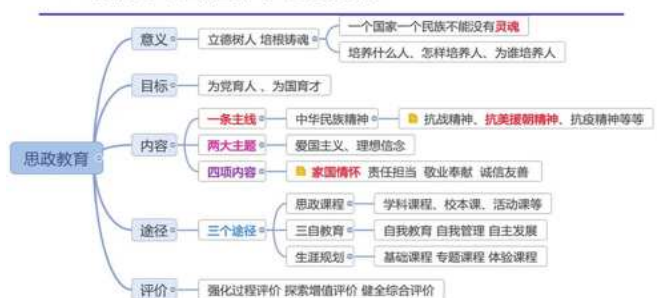 意义
立德树人 培根铸魂
一个国家一个民族不能没有灵魂
培养什么人、怎样培养人、为谁培养人
目标
为党育人 、为国育才
思政教育
内容
一条主线
中华民族精神
抗战精神、抗美援朝精神、抗疫精神等等
两大主题
爱国主义、理想信念
四项内容
家国情怀 责任担当 敬业奉献 诚信友善
途径
三个途径
思政课程
学科课程、校本课、活动课等
三自教育
自我教育 自我管理 自主发展
生涯规划
基础课程 专题课程 体验课程
评价
强化过程评价 探索增值评价 健全综合评价